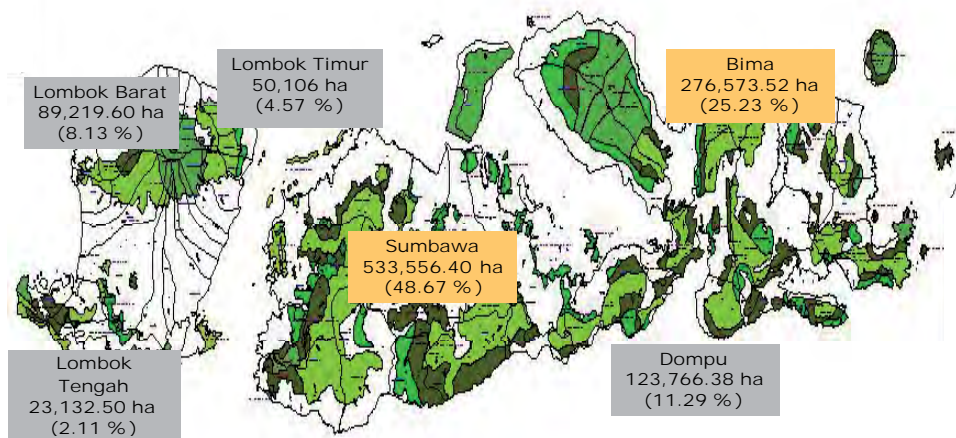 Lombok Barat
89,219.60 ha
(8.13 %)
Lombok Timur
50,106 ha
(4.57 %)
Bima
276,573.52 ha
(25.23 %)
Sumbawa
533,556.40 ha
(48.67 %)
Lombok
Tengah
23,132.50 ha
(2.11 %)
Dompu
123,766.38 ha
(11.29 %)